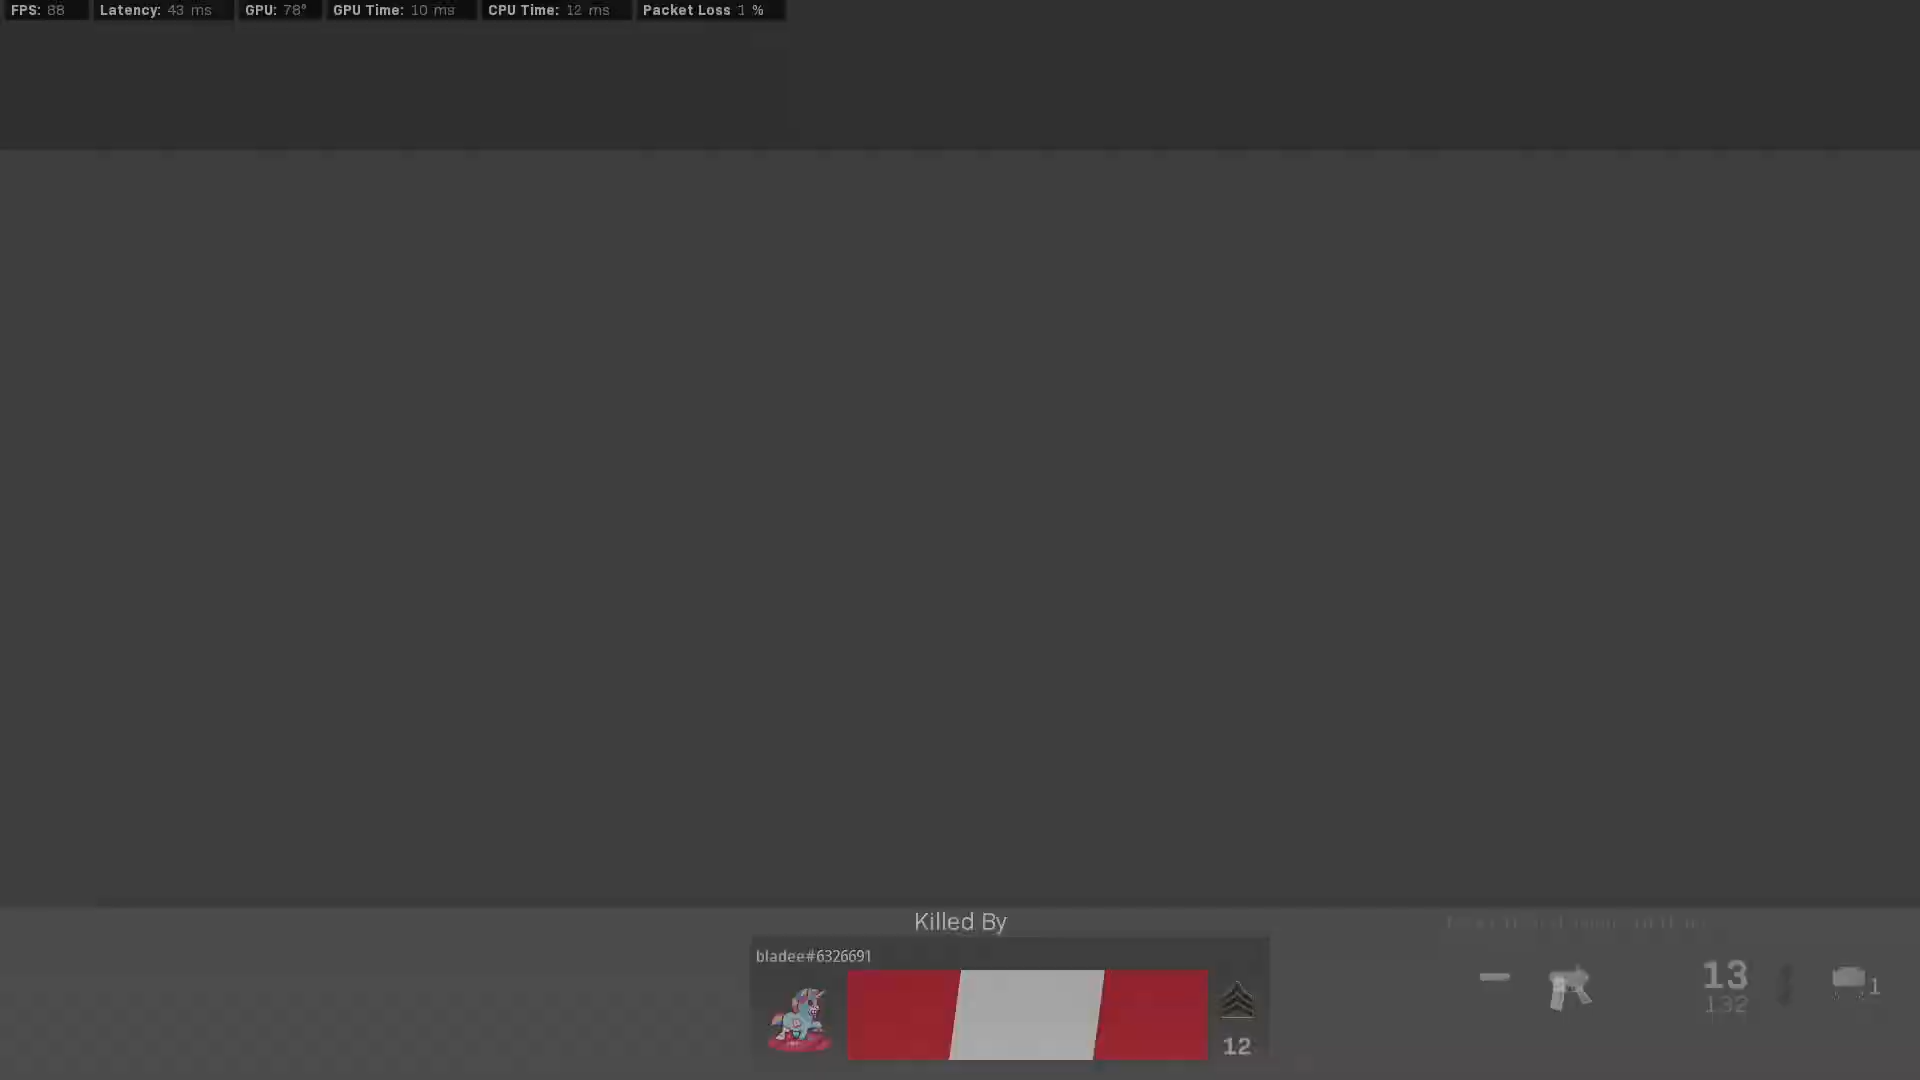 FPS: 88 Latency: 43 ms GPU: 78° GPU Time: 10 ms CPU Time: 12 ms Packet Loss 1 %
Killed By
bladee#6326691
13
132
1
12